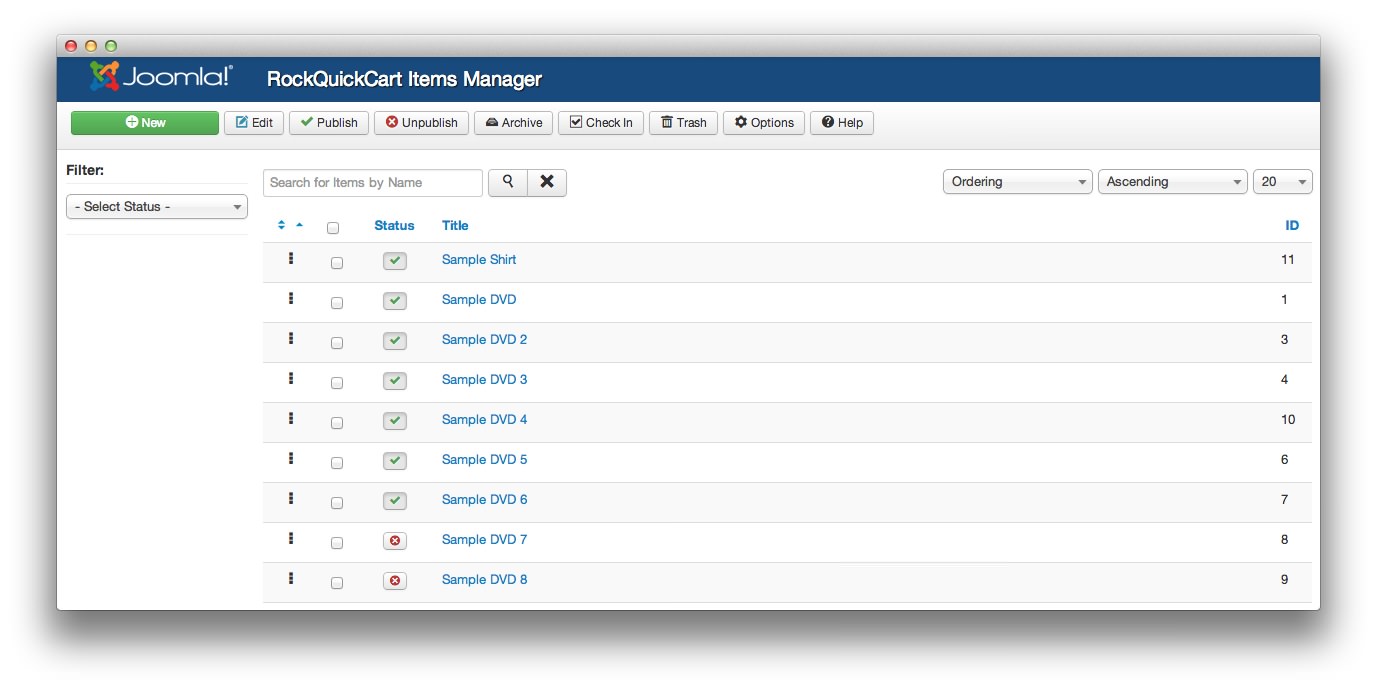 Joomla!® RockQuickCart Items Manager
New Edit Publish Unpublish Archive Check In Trash Options Help
Filter:
- Select Status -
Search for Items by Name Ordering Ascending 20
Status Title ID
Sample Shirt 11
Sample DVD 1
Sample DVD 2 3
Sample DVD 3 4
Sample DVD 4 10
Sample DVD 5 6
Sample DVD 6 7
Sample DVD 7 8
Sample DVD 8 9